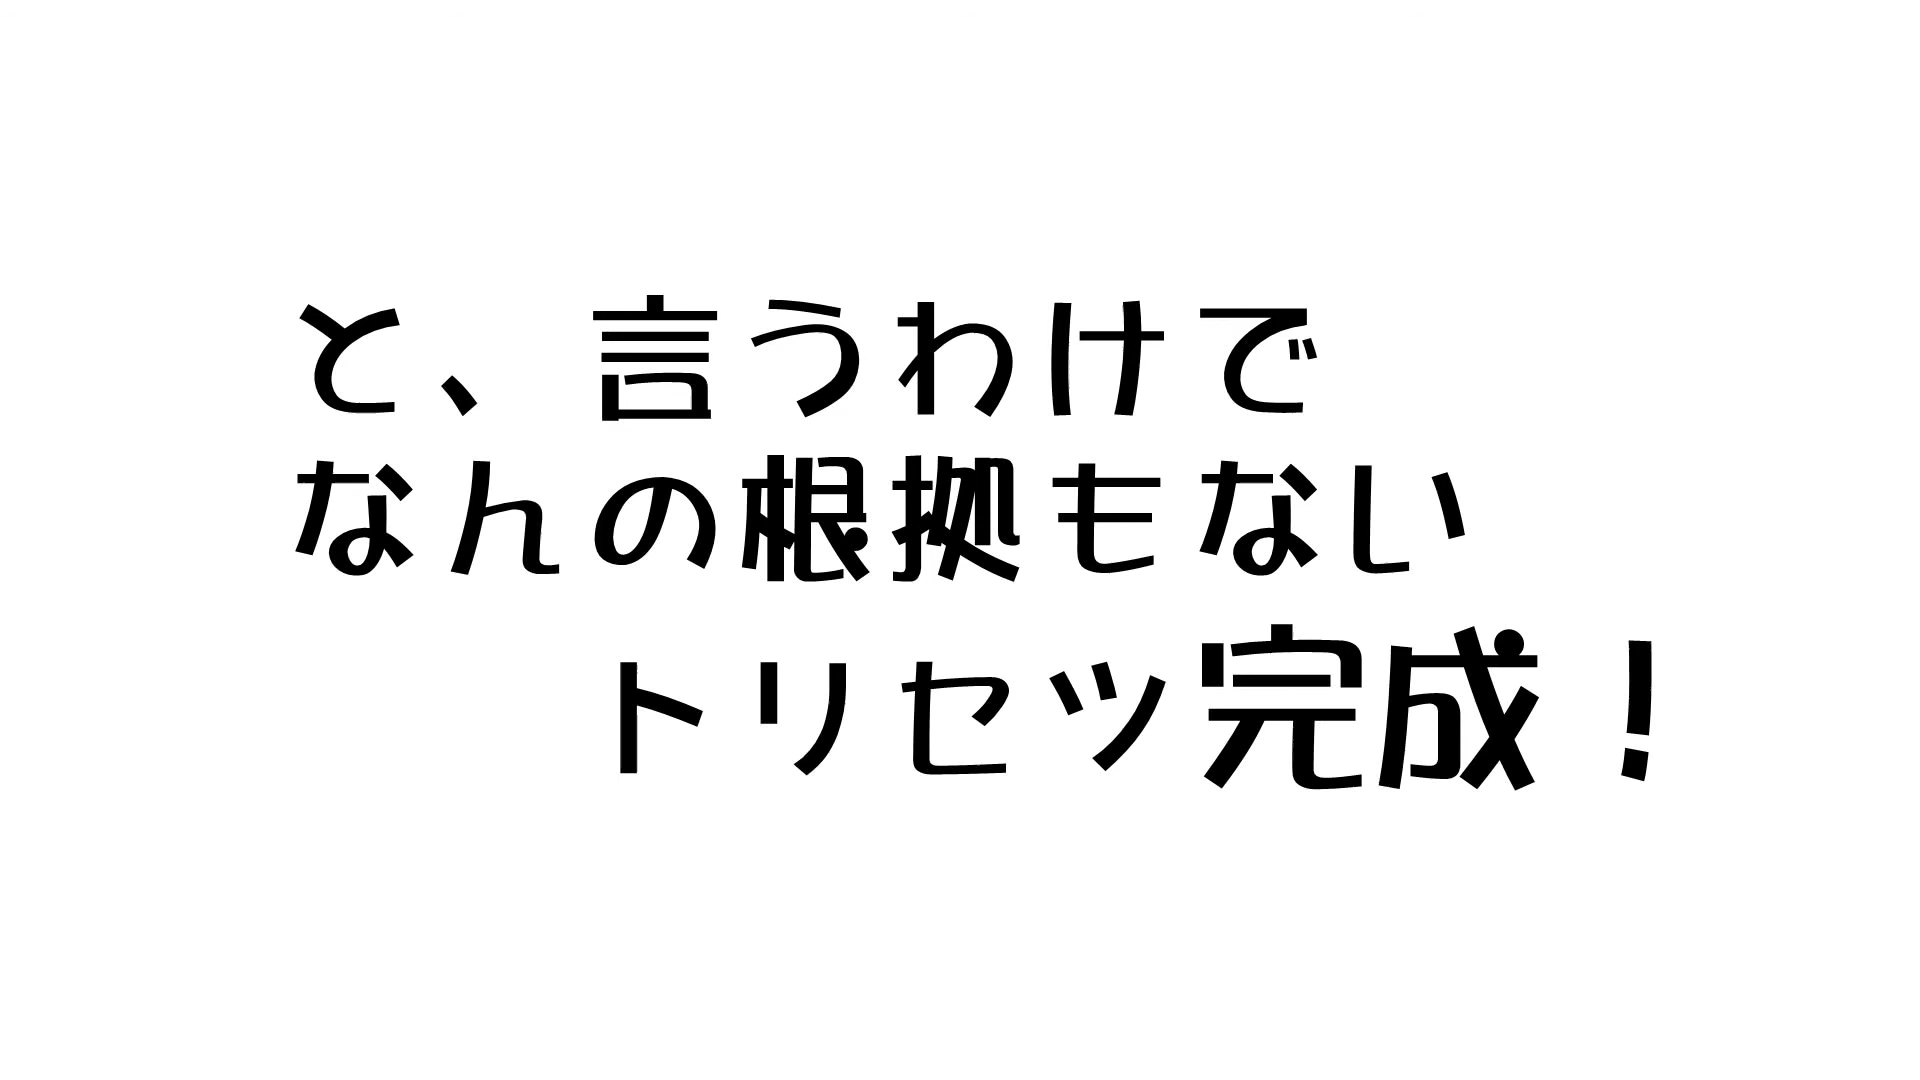 と、言うわけで
なんの根拠もない
トリセツ完成！